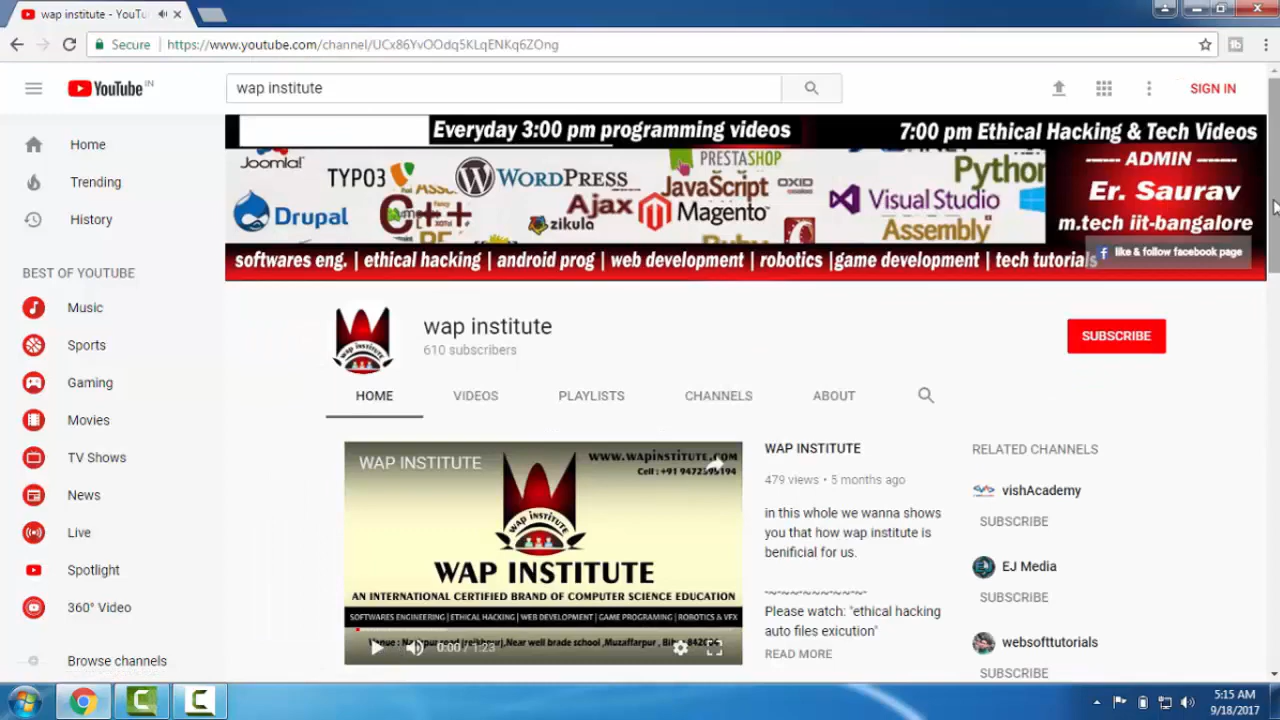 wap institute - YouTu
Secure
https://www.youtube.com/channel/UCx86YvOOdq5KLqENKq6ZOng
YouTube IN
wap institute
SIGN IN
Home
Trending
History
BEST OF YOUTUBE
Music
Sports
Gaming
Movies
TV Shows
News
Live
Spotlight
360° Video
Browse channels
Everyday 3:00 pm programming videos
7:00 pm Ethical Hacking & Tech Videos
Joomla!
TYPO3
WORDPRESS
PRESTASHOP
JavaScript
OXID
Python
Drupal
C++
zikula
Ajax
Magento
Visual Studio
Assembly
Ruby
----- ADMIN -----
Er. Saurav
m.tech iit-bangalore
like & follow facebook page
softwares eng. | ethical hacking | android prog | web development | robotics |game development | tech tutorials
wap institute
wap institute
610 subscribers
SUBSCRIBE
HOME
VIDEOS
PLAYLISTS
CHANNELS
ABOUT
WAP INSTITUTE
www.wapinstitute.com
WAP INSTITUTE
WAP INSTITUTE
AN INTERNATIONAL CERTIFIED BRAND OF COMPUTER SCIENCE EDUCATION
SOFTWARES ENGINEERING | ETHICAL HACKING | WEB DEVELOPMENT | GAME PROGRAMING | ROBOTICS & VFX
0:00 / 1:23
WAP INSTITUTE
479 views • 5 months ago
in this whole we wanna shows
you that how wap institute is
benificial for us.
~-~~-~~~-~~-~-
Please watch: "ethical hacking
auto files exicution"
READ MORE
RELATED CHANNELS
vishAcademy
SUBSCRIBE
EJ Media
SUBSCRIBE
websofttutorials
SUBSCRIBE
5:15 AM
9/18/2017